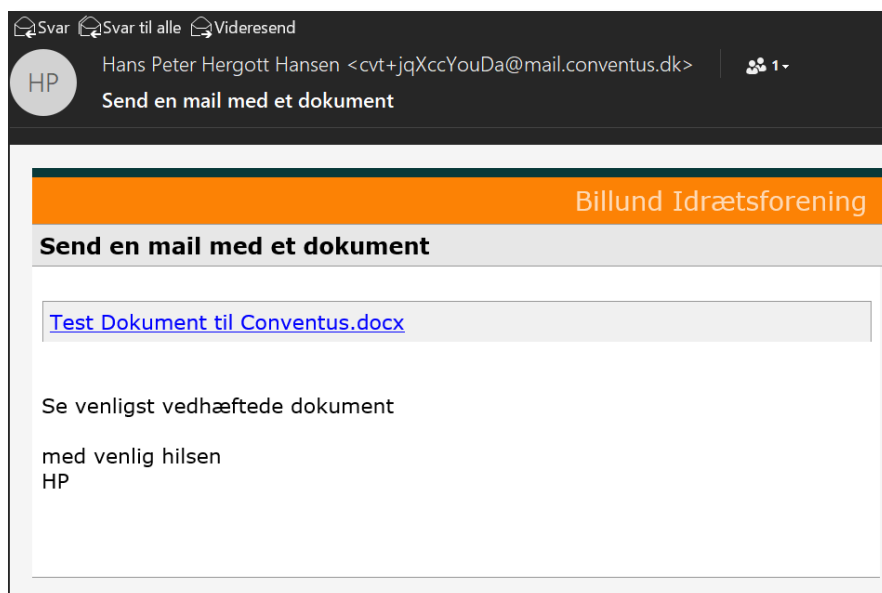 Svar Svar til alle Videresend
HP
Hans Peter Hergott Hansen <cvt+jqXccYouDa@mail.conventus.dk> 1
Send en mail med et dokument
Billund Idrætsforening
Send en mail med et dokument
Test Dokument til Conventus.docx
Se venligst vedhæftede dokument
med venlig hilsen
HP